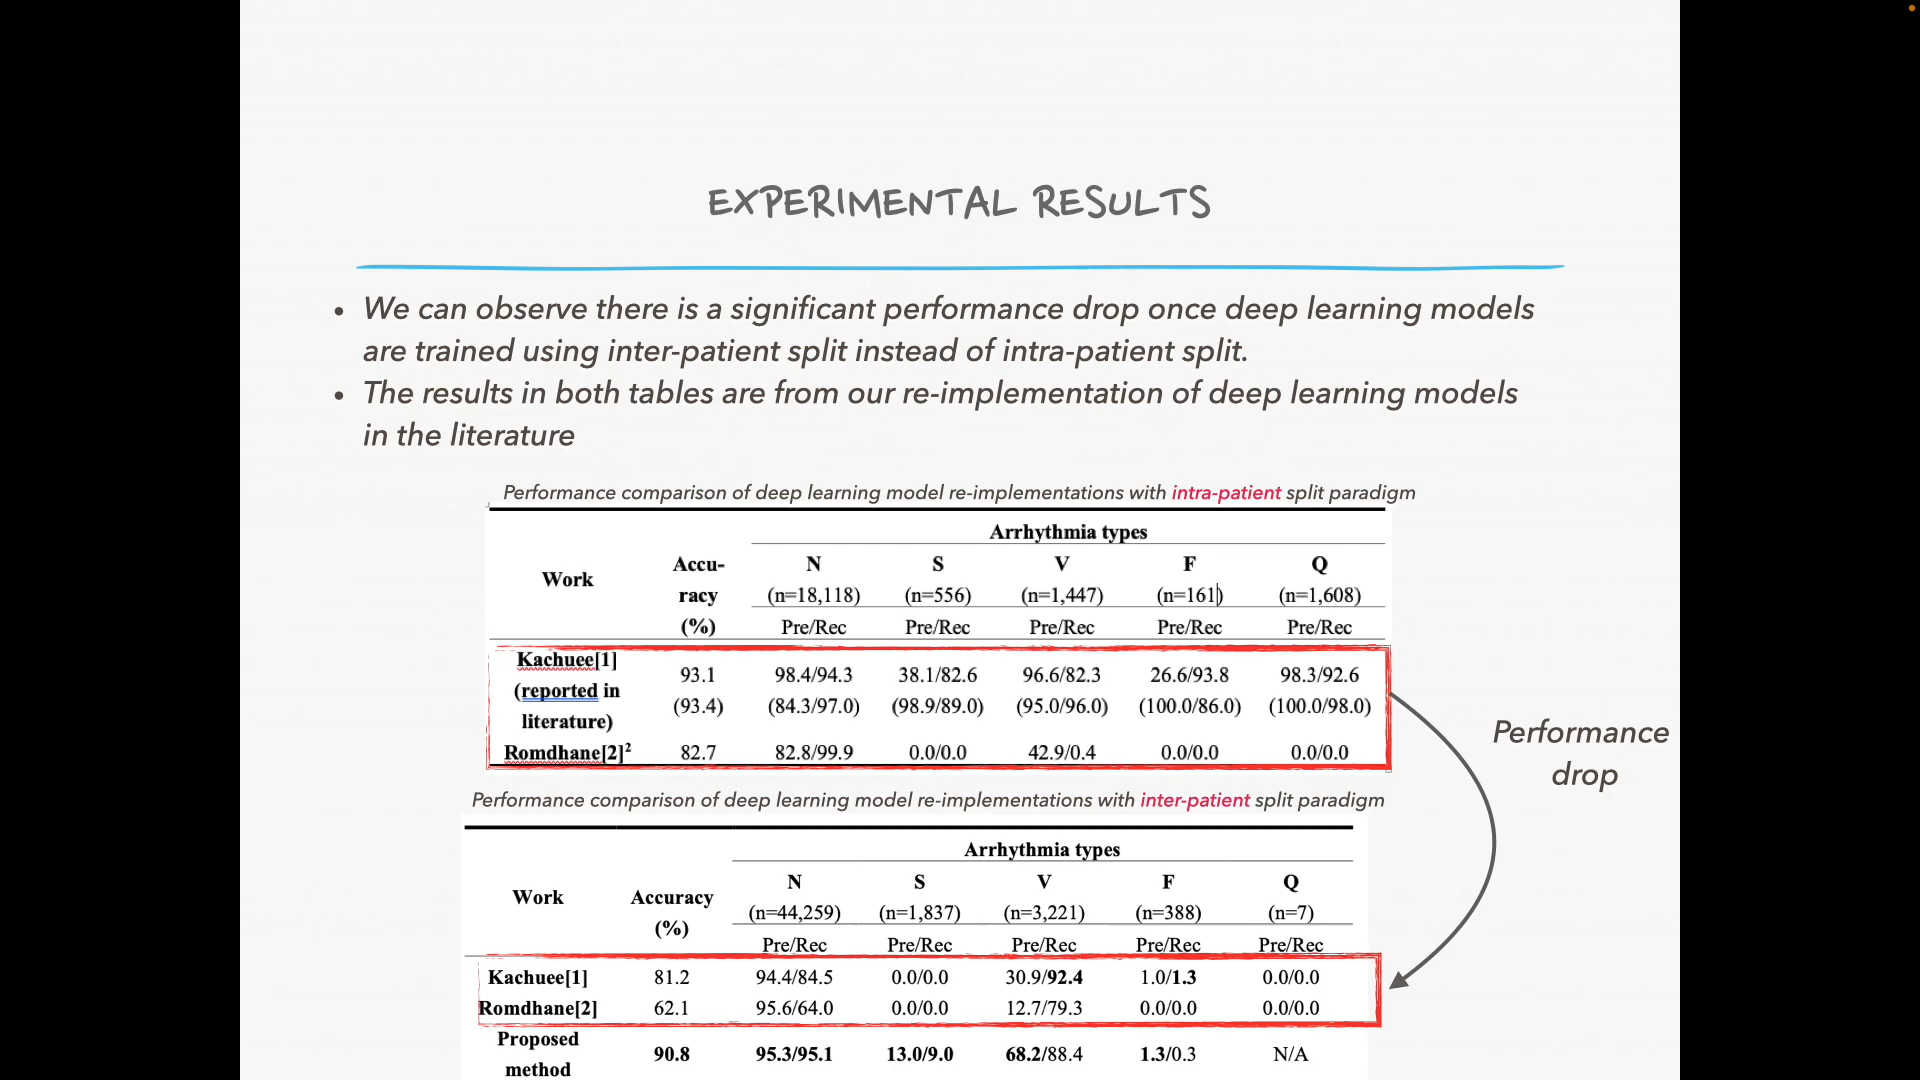 EXPERIMENTAL RESULTS
• We can observe there is a significant performance drop once deep learning models
are trained using inter-patient split instead of intra-patient split.
• The results in both tables are from our re-implementation of deep learning models
in the literature
Performance comparison of deep learning model re-implementations with intra-patient split paradigm
Arrhythmia types
Work Accu- N S V F Q
racy (n=18,118) (n=556) (n=1,447) (n=161) (n=1,608)
(%) Pre/Rec Pre/Rec Pre/Rec Pre/Rec Pre/Rec
Kachuee[1] 93.1 98.4/94.3 38.1/82.6 96.6/82.3 26.6/93.8 98.3/92.6
(reported in (93.4) (84.3/97.0) (98.9/89.0) (95.0/96.0) (100.0/86.0) (100.0/98.0)
literature)
Romdhane[2]² 82.7 82.8/99.9 0.0/0.0 42.9/0.4 0.0/0.0 0.0/0.0
Performance
drop
Performance comparison of deep learning model re-implementations with inter-patient split paradigm
Arrhythmia types
Work Accuracy N S V F Q
(%) (n=44,259) (n=1,837) (n=3,221) (n=388) (n=7)
Pre/Rec Pre/Rec Pre/Rec Pre/Rec Pre/Rec
Kachuee[1] 81.2 94.4/84.5 0.0/0.0 30.9/92.4 1.0/1.3 0.0/0.0
Romdhane[2] 62.1 95.6/64.0 0.0/0.0 12.7/79.3 0.0/0.0 0.0/0.0
Proposed 90.8 95.3/95.1 13.0/9.0 68.2/88.4 1.3/0.3 N/A
method